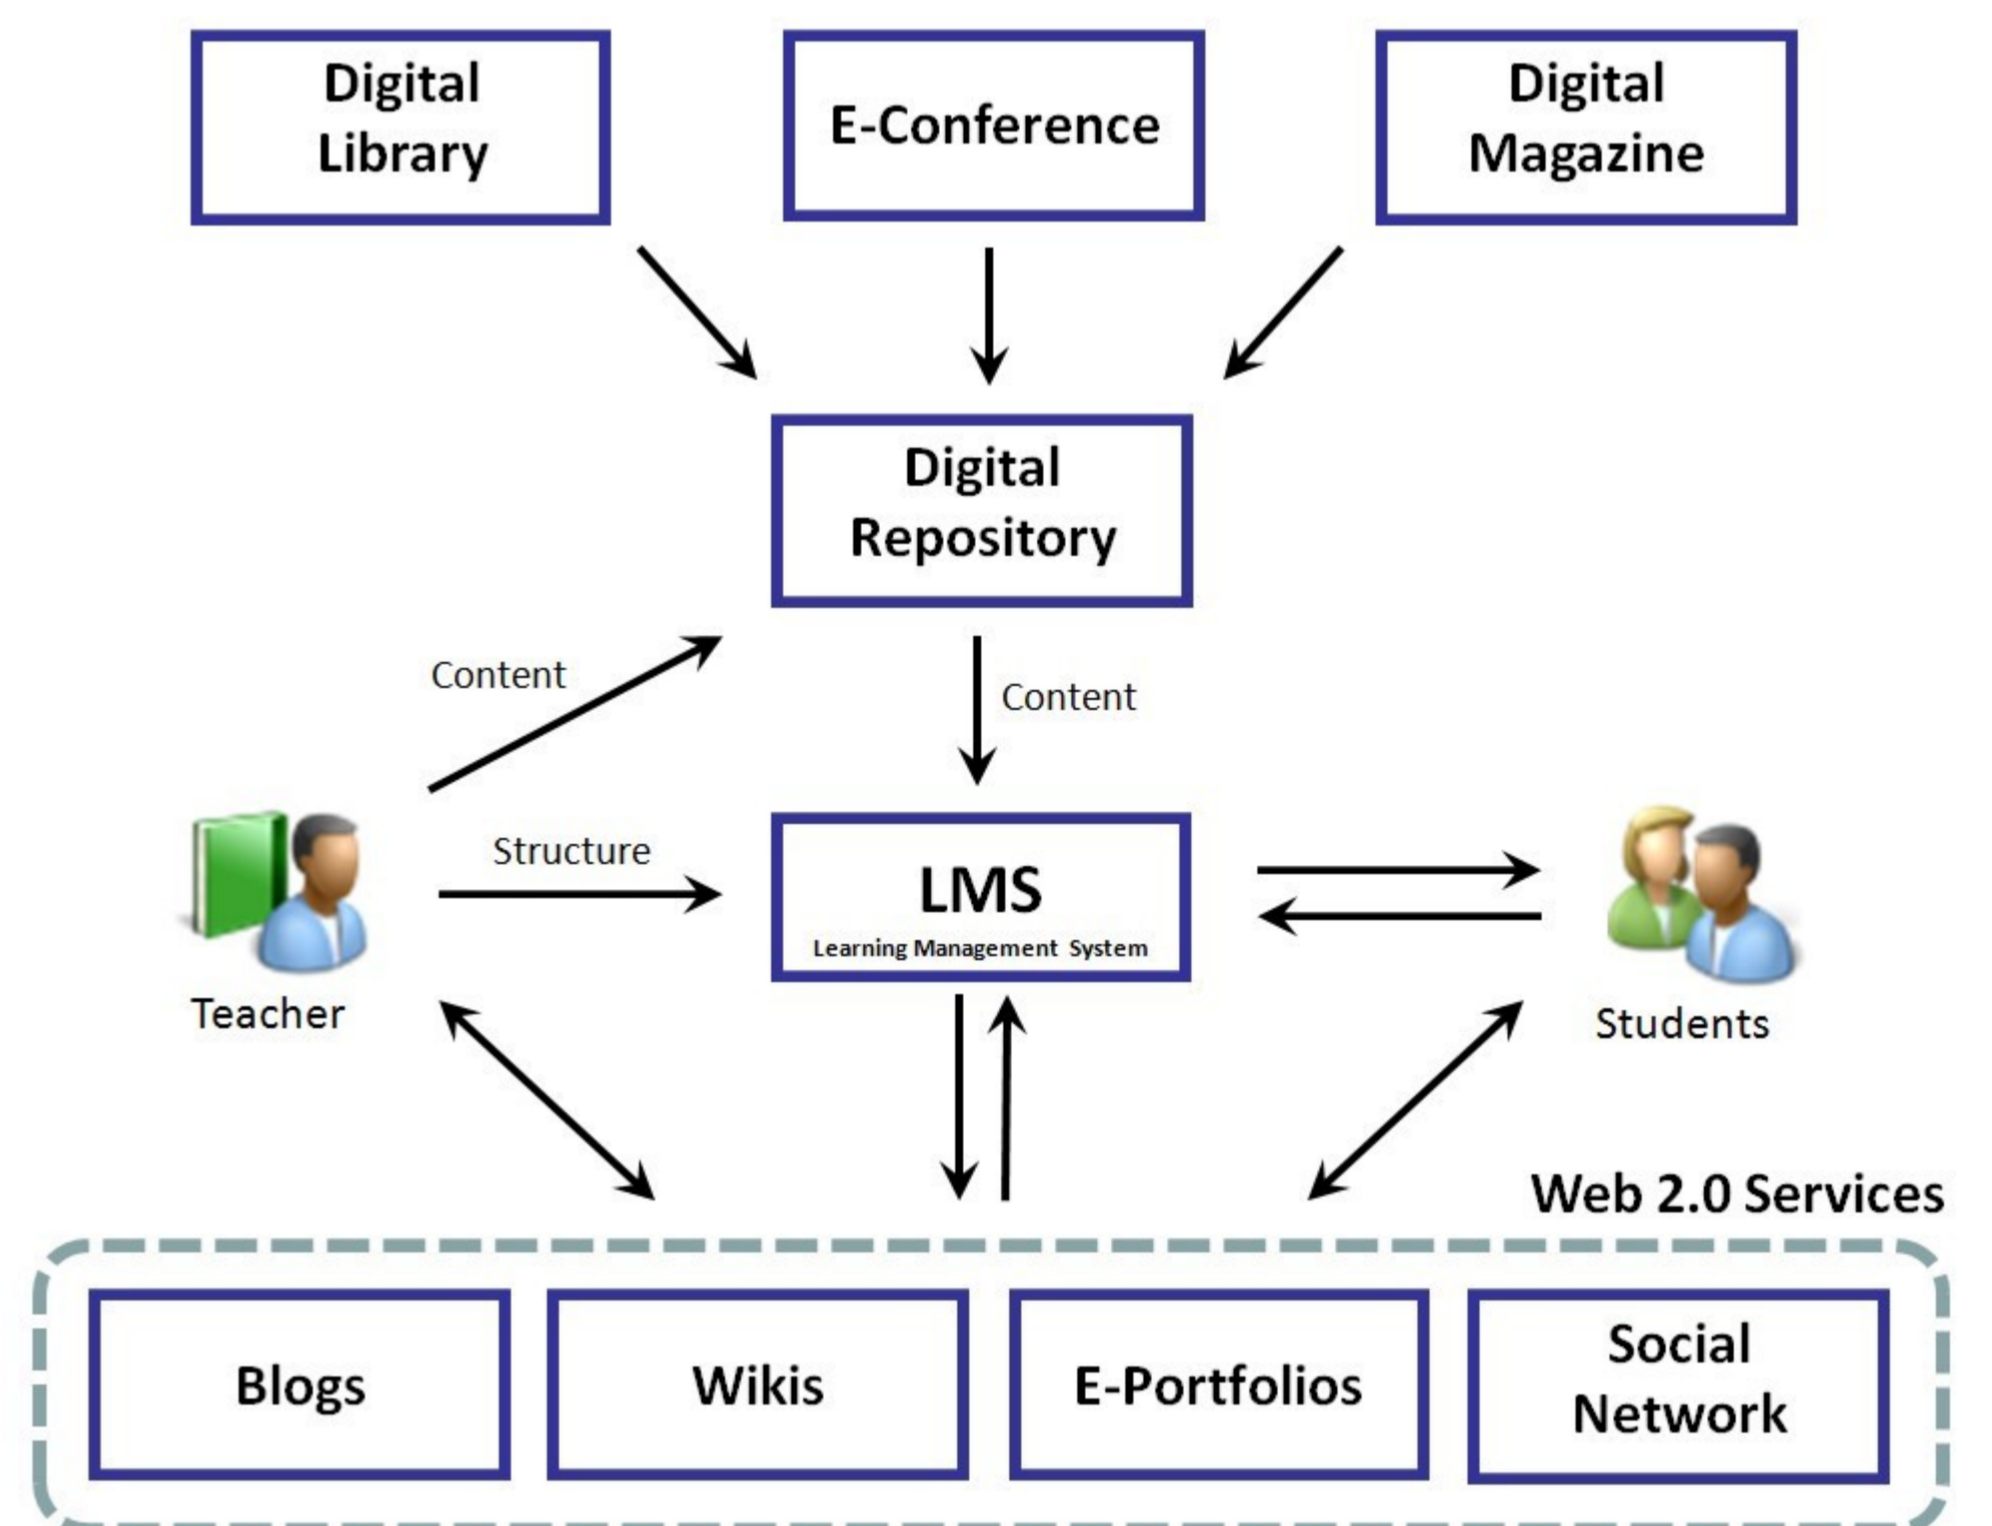 Digital
Library
E-Conference
Digital
Magazine
Digital
Repository
Content
Content
Structure
LMS
Learning Management System
Teacher
Students
Web 2.0 Services
Blogs
Wikis
E-Portfolios
Social
Network